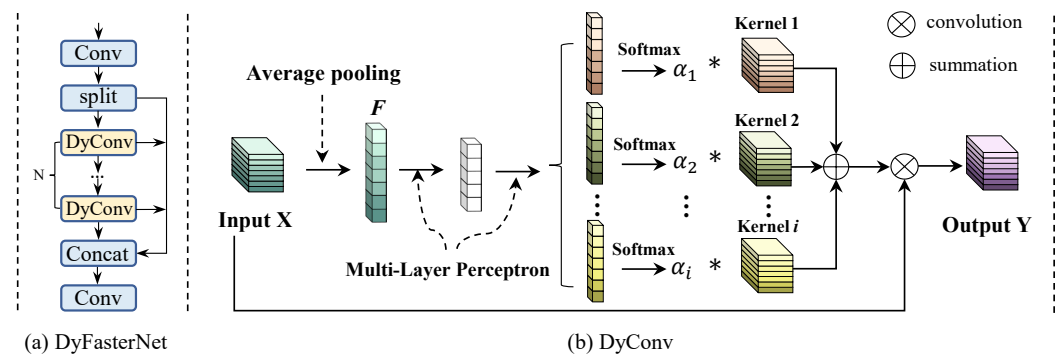 Conv
split
DyConv
N
...
DyConv
Concat
Conv
(a) DyFasterNet
Average pooling
F
Input X
Multi-Layer Perceptron
Softmax
α1 *
Kernel 1
Softmax
α2 *
Kernel 2
Softmax
αi *
Kernel i
convolution
summation
Output Y
(b) DyConv